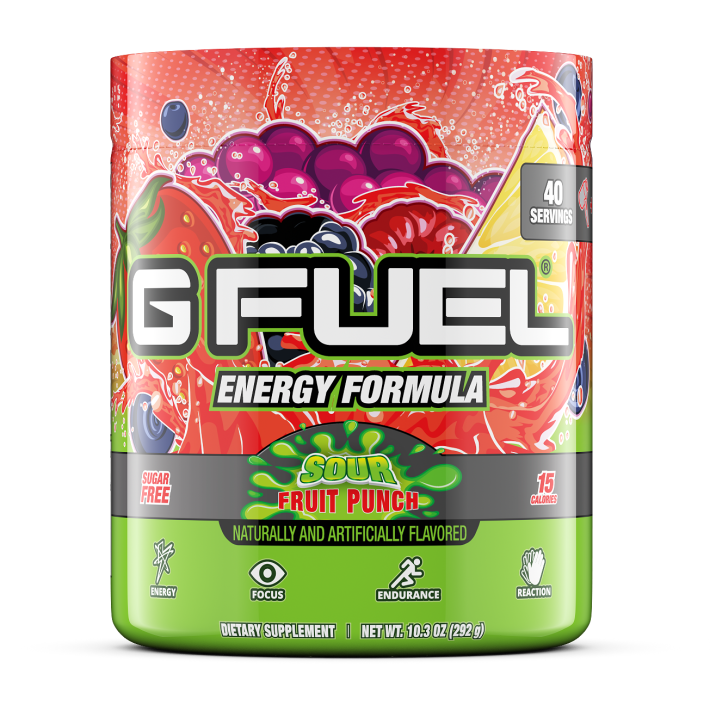 40
SERVINGS
G FUEL®
ENERGY FORMULA
SOUR
FRUIT PUNCH
SUGAR
FREE
15
CALORIES
NATURALLY AND ARTIFICIALLY FLAVORED
ENERGY
FOCUS
ENDURANCE
REACTION
DIETARY SUPPLEMENT | NET WT. 10.3 OZ (292 g)